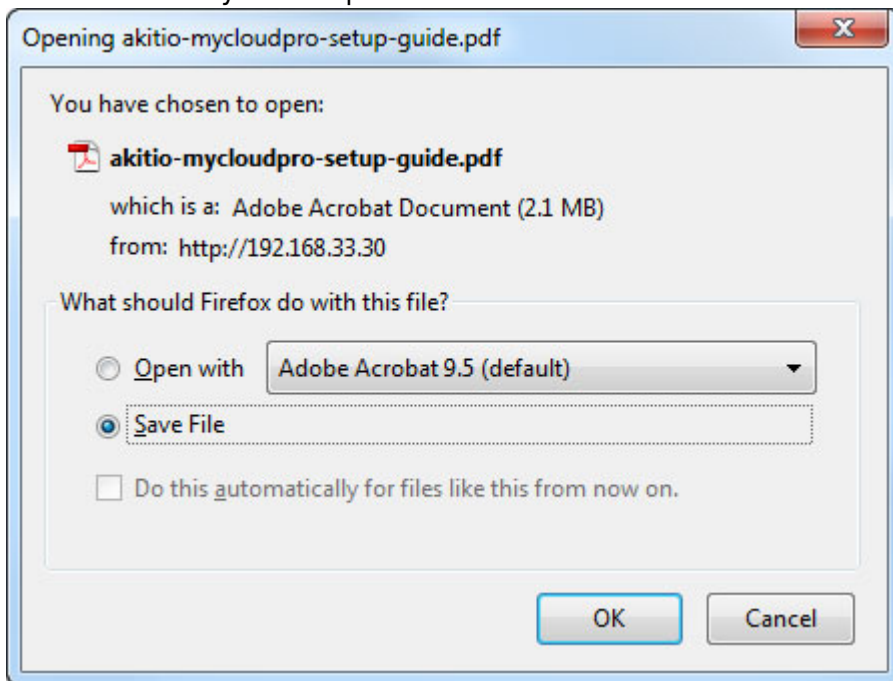 Opening akitio-mycloudpro-setup-guide.pdf
You have chosen to open:
akitio-mycloudpro-setup-guide.pdf
which is a: Adobe Acrobat Document (2.1 MB)
from: http://192.168.33.30
What should Firefox do with this file?
Open with Adobe Acrobat 9.5 (default)
Save File
Do this automatically for files like this from now on.
OK Cancel